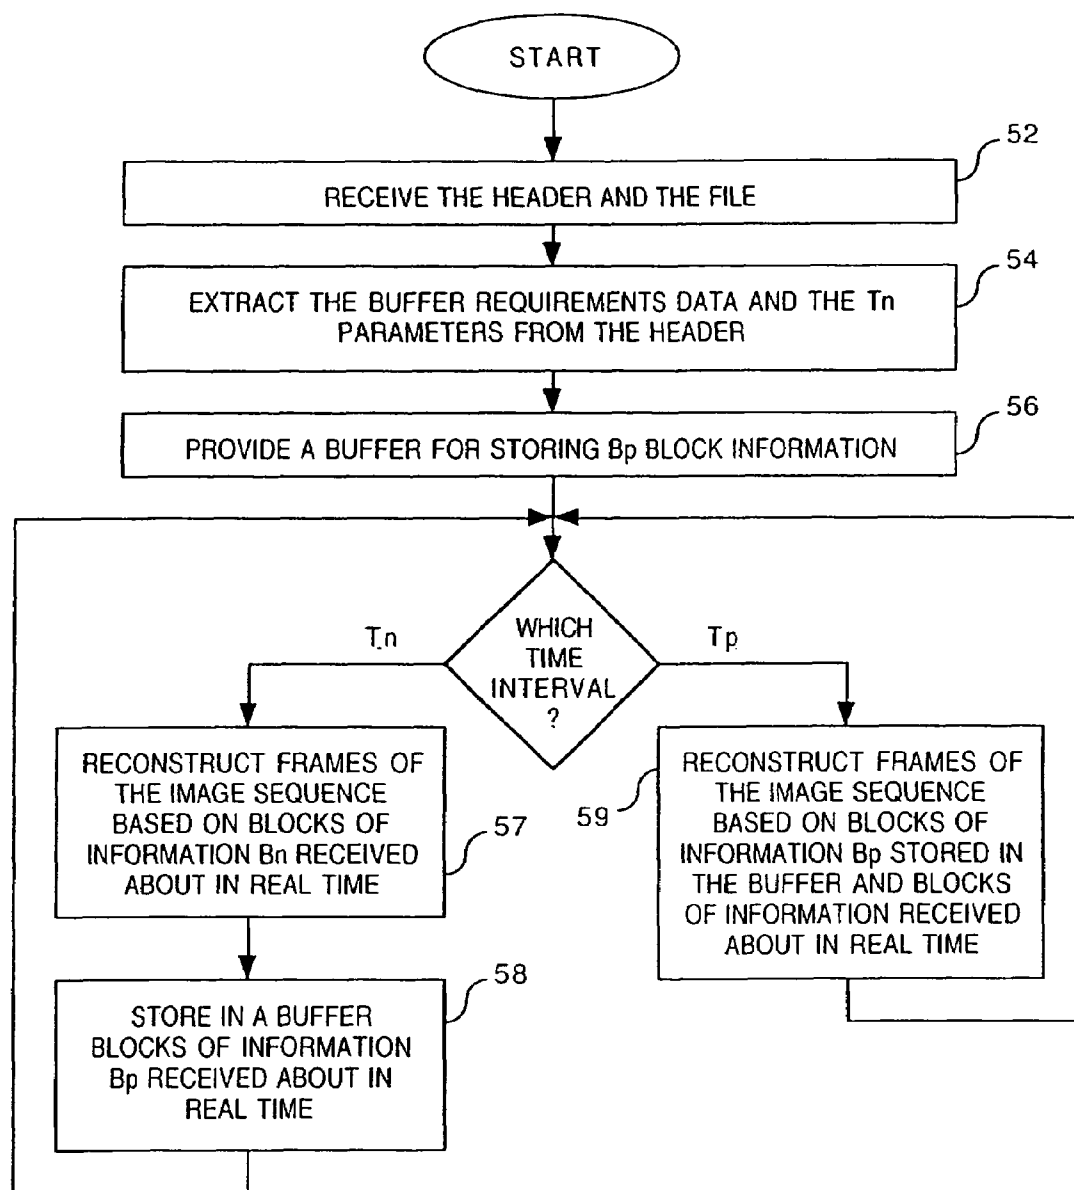 START
52
RECEIVE THE HEADER AND THE FILE
54
EXTRACT THE BUFFER REQUIREMENTS DATA AND THE Tn
PARAMETERS FROM THE HEADER
56
PROVIDE A BUFFER FOR STORING Bp BLOCK INFORMATION
Tn
WHICH
TIME
INTERVAL
?
Tp
RECONSTRUCT FRAMES OF
THE IMAGE SEQUENCE
BASED ON BLOCKS OF
INFORMATION Bn RECEIVED
ABOUT IN REAL TIME
57
59
RECONSTRUCT FRAMES OF
THE IMAGE SEQUENCE
BASED ON BLOCKS OF
INFORMATION Bp STORED IN
THE BUFFER AND BLOCKS
OF INFORMATION RECEIVED
ABOUT IN REAL TIME
58
STORE IN A BUFFER
BLOCKS OF INFORMATION
Bp RECEIVED ABOUT IN
REAL TIME